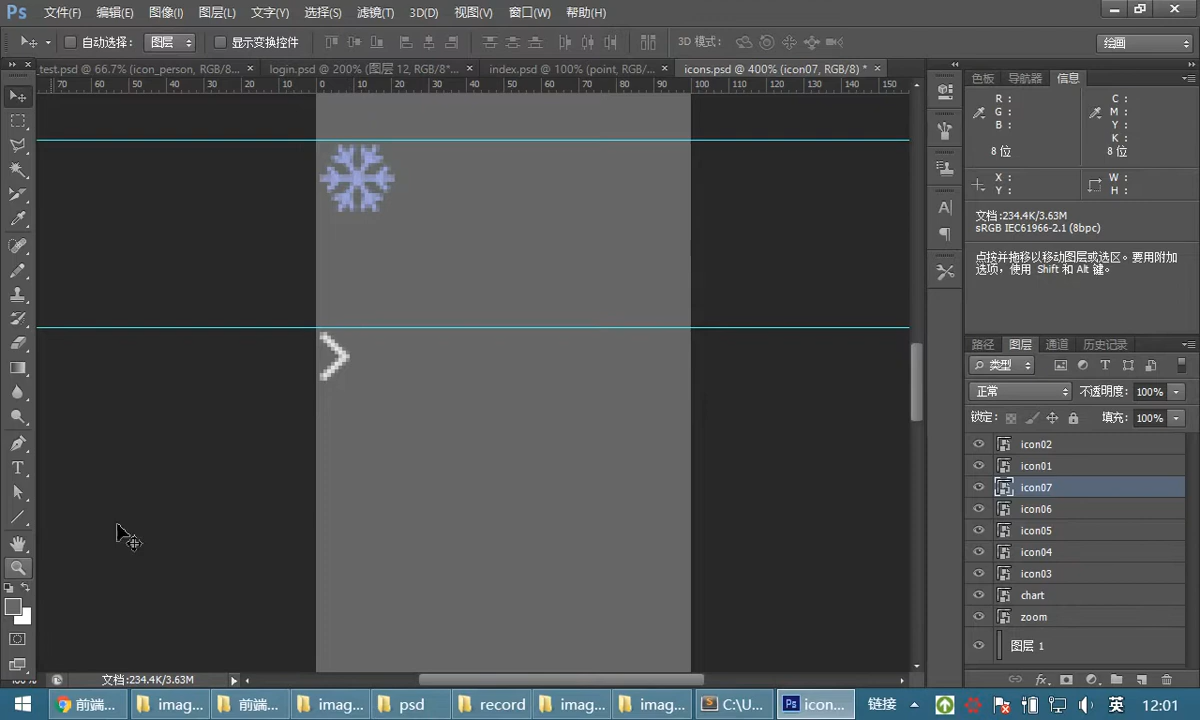 Ps 文件(F) 编辑(E) 图像(I) 图层(L) 文字(Y) 选择(S) 滤镜(T) 3D(D) 视图(V) 窗口(W) 帮助(H)
自动选择： 图层 显示变换控件 3D 模式： 绘画
test.psd @ 66.7% (icon_person, RGB/8... × login.psd @ 200% (图层 12, RGB/8*... × index.psd @ 100% (point, RGB/... × icons.psd @ 400% (icon07, RGB/8) * ×
70 60 50 40 30 20 10 0 10 20 30 40 50 60 70 80 90 100 110 120 130 140 150
色板 导航器 信息
R : C :
G : M :
B : Y :
K :
8 位 8 位
X : W :
Y : H :
文档:234.4K/3.63M
sRGB IEC61966-2.1 (8bpc)
点按并拖移以移动图层或选区。要用附加
选项，使用 Shift 和 Alt 键。
路径 图层 通道 历史记录
类型
正常 不透明度： 100%
锁定： 填充： 100%
icon02
icon01
icon07
icon06
icon05
icon04
icon03
chart
zoom
图层 1
文档:234.4K/3.63M
前端... imag... 前端... imag... psd record imag... imag... C:\U... Ps icon... 链接 英 12:01